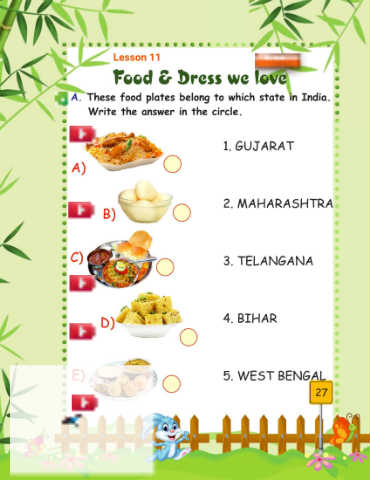 Lesson 11
Food & Dress we love
A. These food plates belong to which state in India.
Write the answer in the circle.
1. GUJARAT
A)
2. MAHARASHTRA
B)
C)
3. TELANGANA
D)
4. BIHAR
E)
5. WEST BENGAL
27